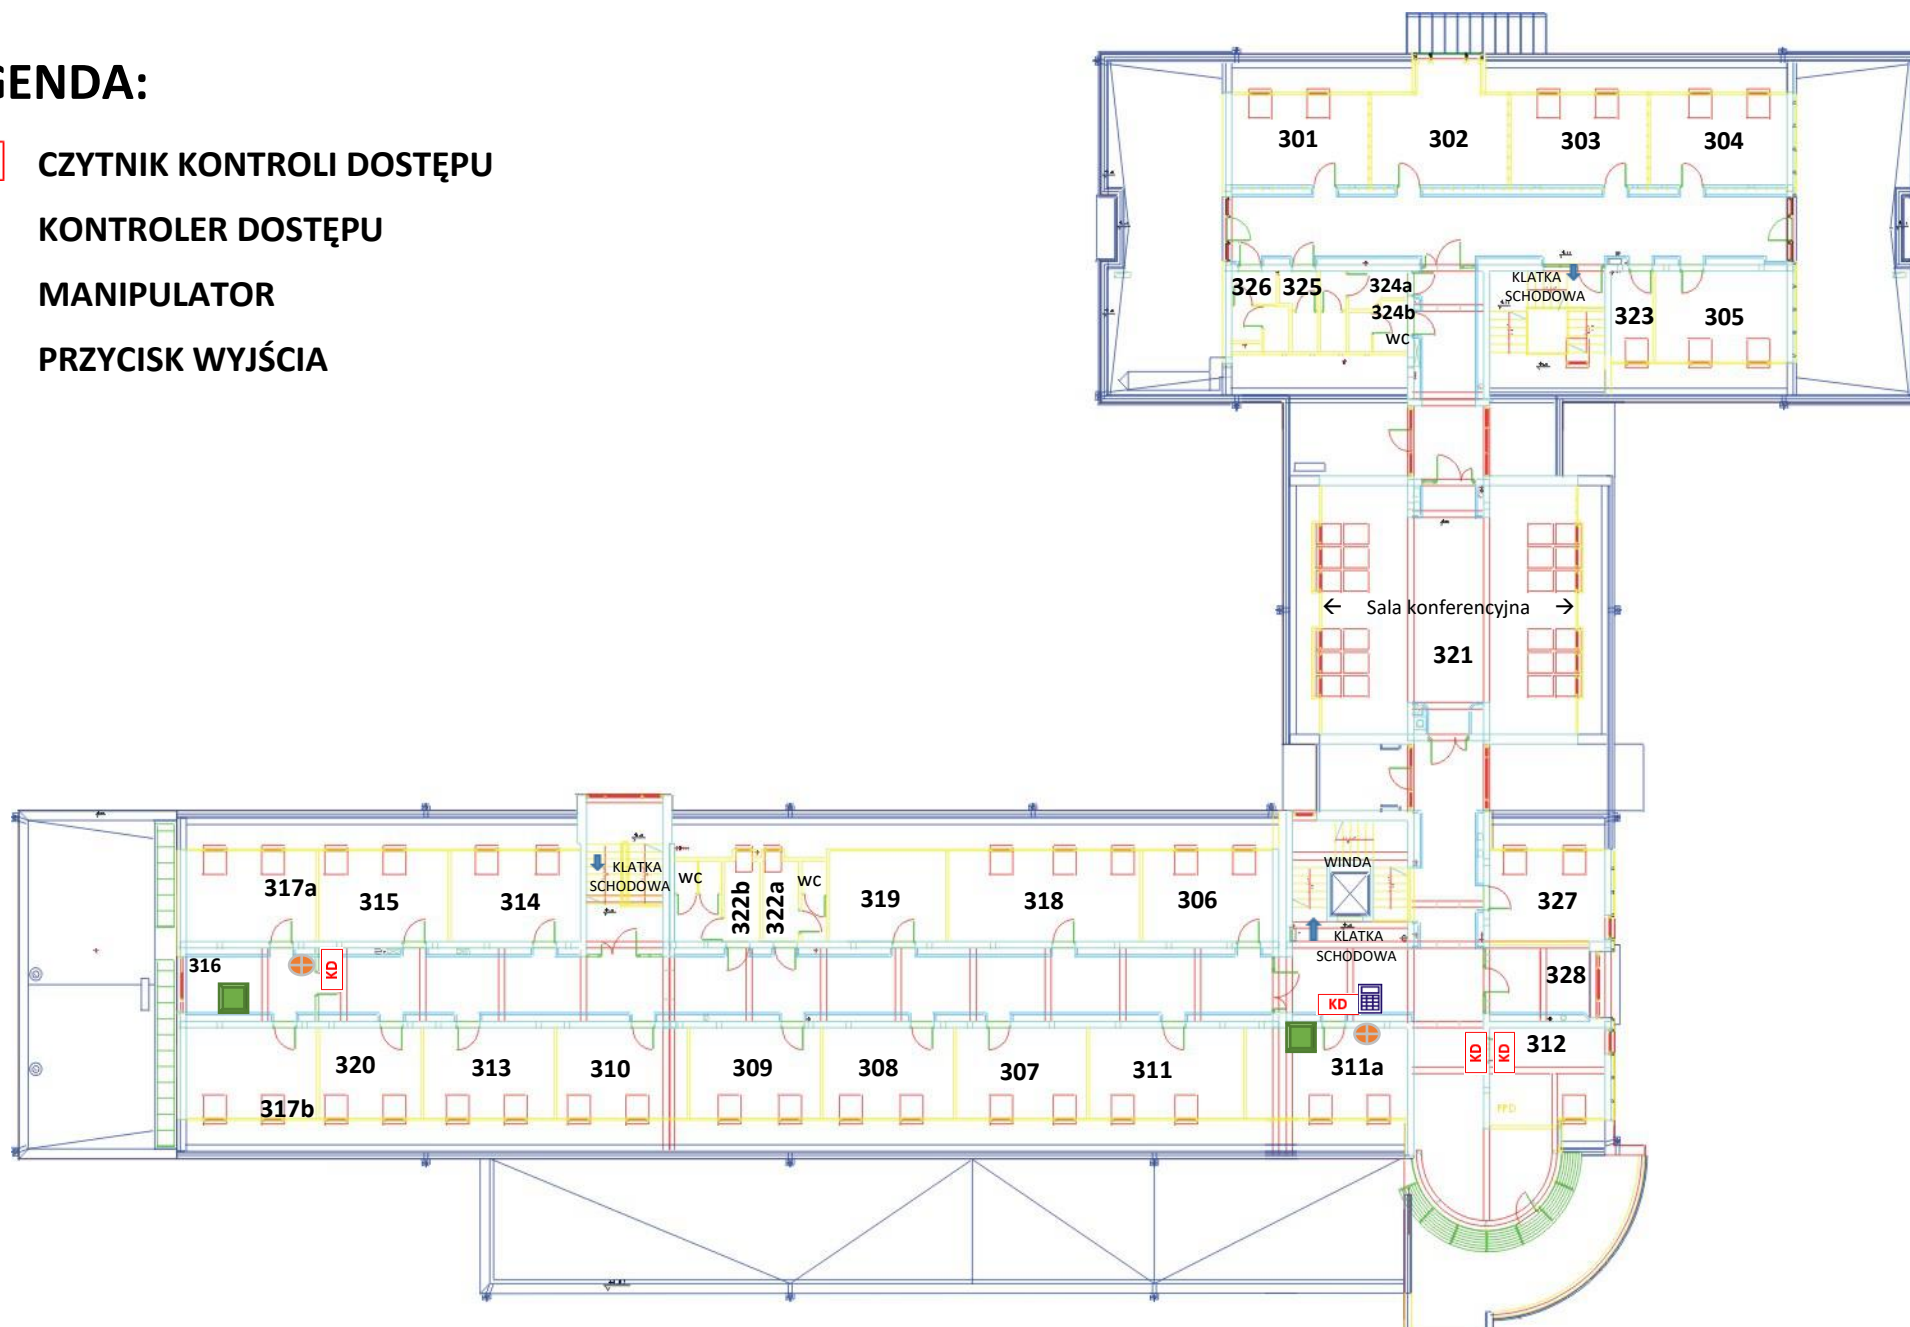 GENDA:
CZYTNIK KONTROLI DOSTĘPU
KONTROLER DOSTĘPU
MANIPULATOR
PRZYCISK WYJŚCIA
301
302
303
304
326
325
324a
324b
WC
KLATKA
SCHODOWA
323
305
← Sala konferencyjna →
321
317a
315
314
KLATKA
SCHODOWA
WC
322b
322a
WC
319
318
306
WINDA
KLATKA
SCHODOWA
327
316
KD
KD
328
317b
320
313
310
309
308
307
311
311a
KD
KD
312
PPD